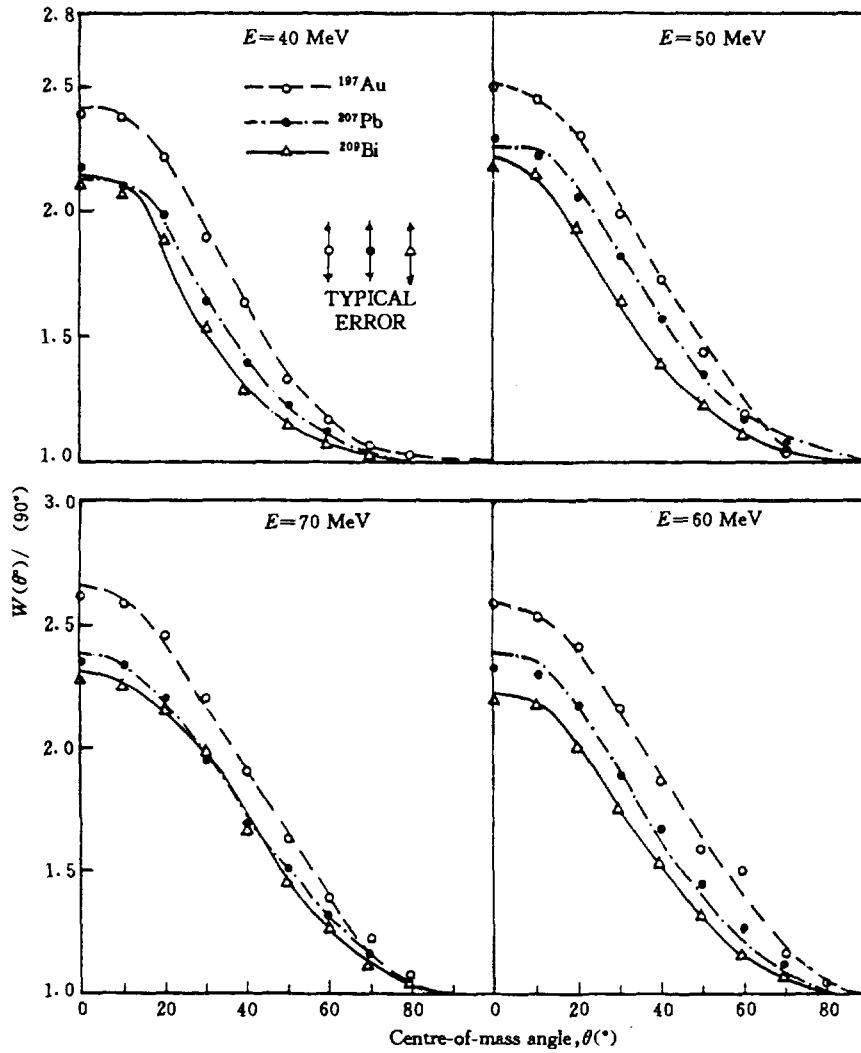 2.8
E=40 MeV
E=50 MeV
2.5
¹⁹⁷Au
²⁰⁷Pb
²⁰⁹Bi
2.0
TYPICAL
ERROR
1.5
1.0
3.0
E=70 MeV
E=60 MeV
W(θ°)/ (90°)
2.5
2.0
1.5
1.0
0 20 40 60 80 0 20 40 60 80
Centre-of-mass angle,θ(°)